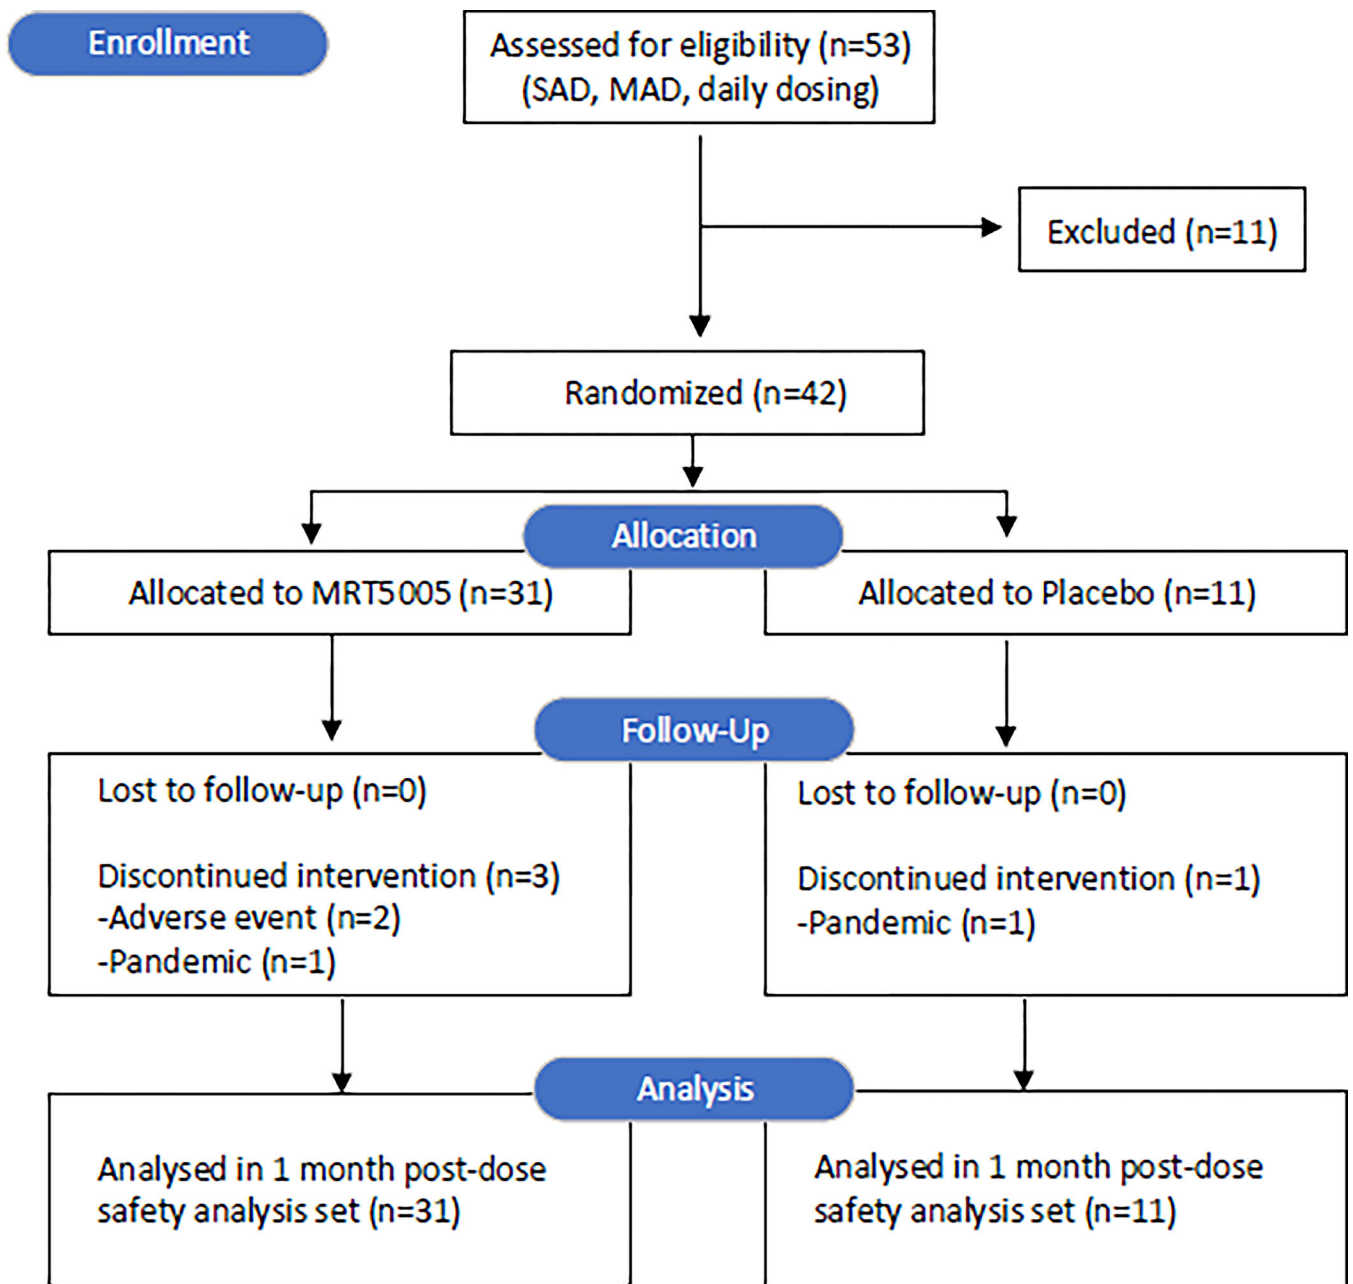 Enrollment
Assessed for eligibility (n=53)
(SAD, MAD, daily dosing)
Excluded (n=11)
Randomized (n=42)
Allocation
Allocated to MRT5005 (n=31)
Allocated to Placebo (n=11)
Follow-Up
Lost to follow-up (n=0)
Discontinued intervention (n=3)
-Adverse event (n=2)
-Pandemic (n=1)
Lost to follow-up (n=0)
Discontinued intervention (n=1)
-Pandemic (n=1)
Analysis
Analysed in 1 month post-dose
safety analysis set (n=31)
Analysed in 1 month post-dose
safety analysis set (n=11)